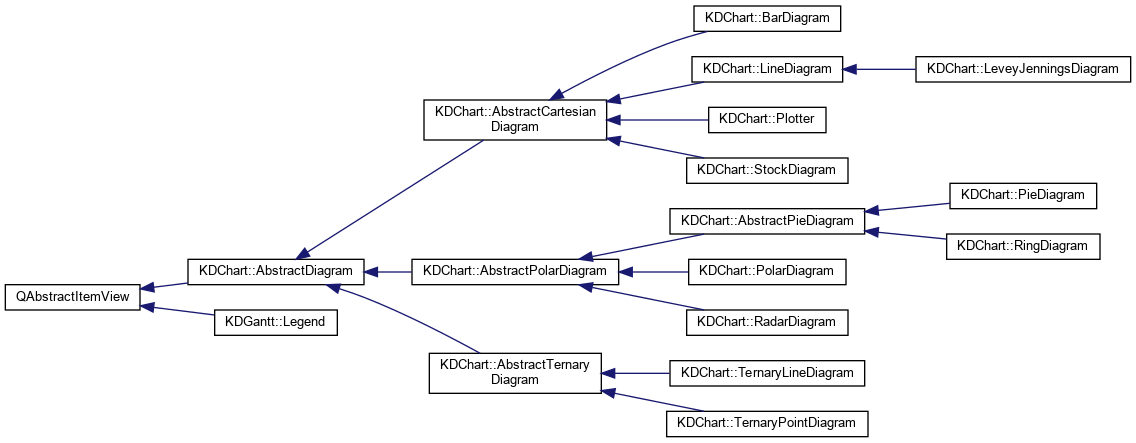 KDChart::BarDiagram
KDChart::LineDiagram
KDChart::LeveyJenningsDiagram
KDChart::AbstractCartesian
Diagram
KDChart::Plotter
KDChart::StockDiagram
KDChart::PieDiagram
KDChart::AbstractPieDiagram
KDChart::RingDiagram
KDChart::AbstractDiagram
KDChart::AbstractPolarDiagram
KDChart::PolarDiagram
QAbstractItemView
KDGantt::Legend
KDChart::RadarDiagram
KDChart::AbstractTernary
Diagram
KDChart::TernaryLineDiagram
KDChart::TernaryPointDiagram